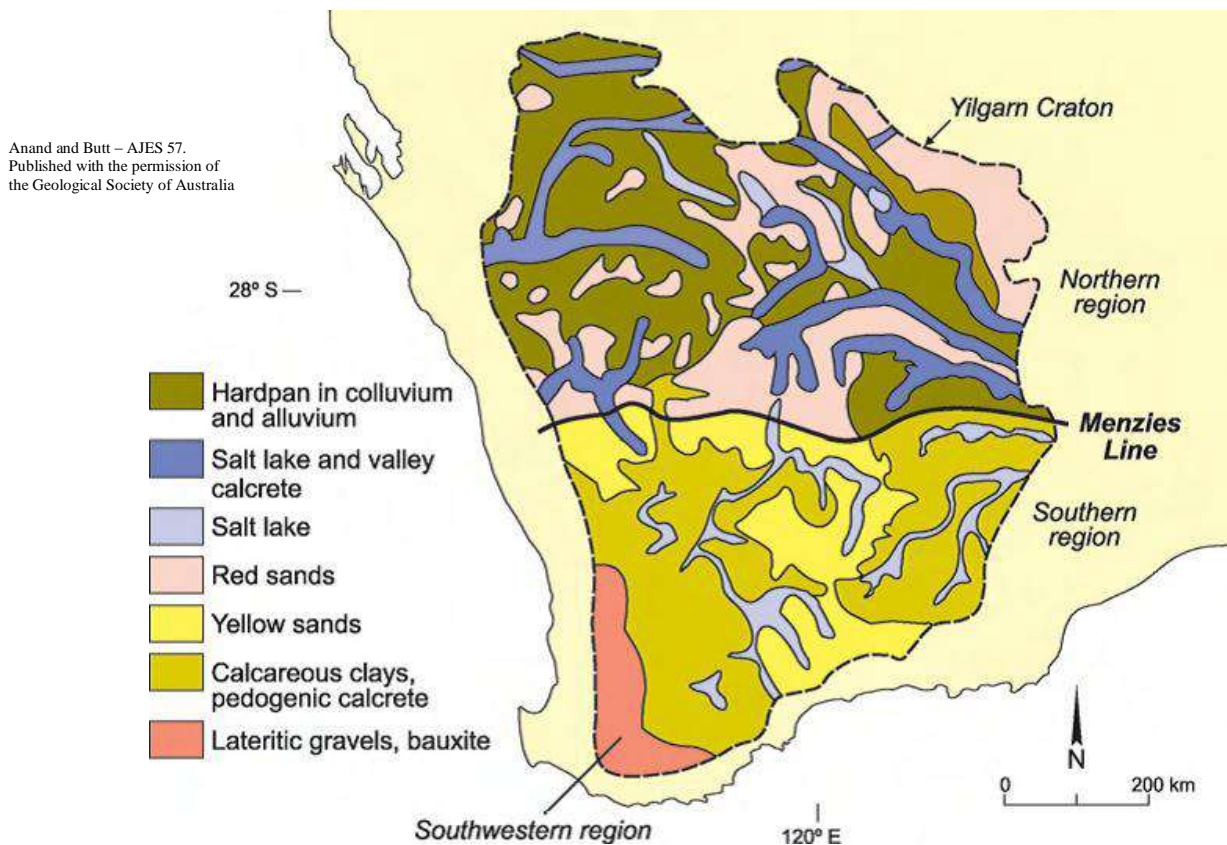 Anand and Butt – AJES 57.
Published with the permission of
the Geological Society of Australia
Yilgarn Craton
28° S
Northern
region
Menzies
Line
Southern
region
Hardpan in colluvium
and alluvium
Salt lake and valley
calcrete
Salt lake
Red sands
Yellow sands
Calcareous clays,
pedogenic calcrete
Lateritic gravels, bauxite
N
0 200 km
Southwestern region
120° E